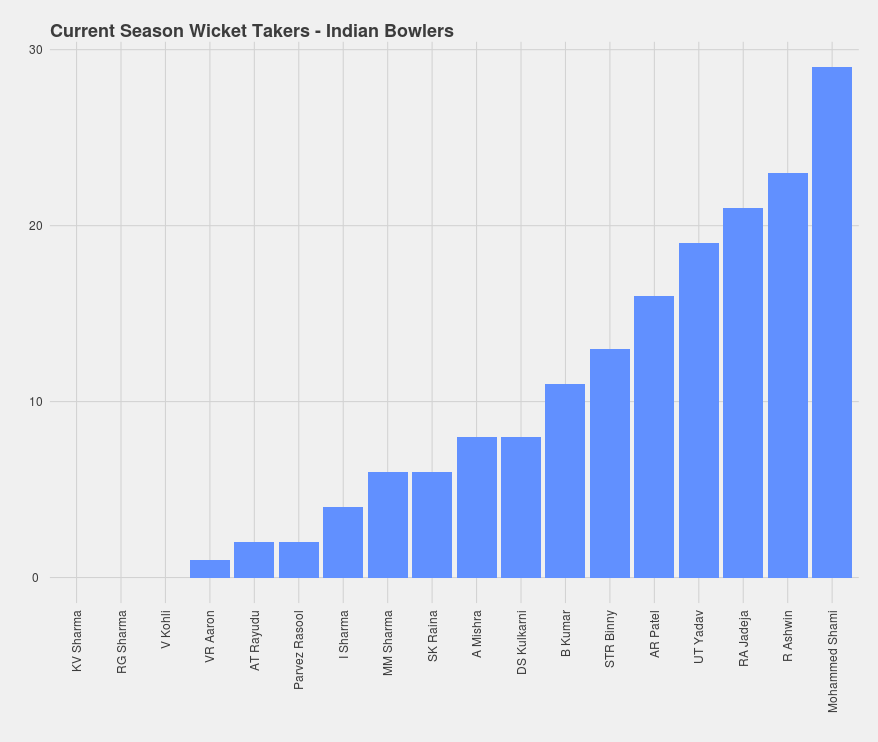 Current Season Wicket Takers - Indian Bowlers
30
20
10
0
KV Sharma
RG Sharma
V Kohli
VR Aaron
AT Rayudu
Parvez Rasool
I Sharma
MM Sharma
SK Raina
A Mishra
DS Kulkarni
B Kumar
STR Binny
AR Patel
UT Yadav
RA Jadeja
R Ashwin
Mohammed Shami